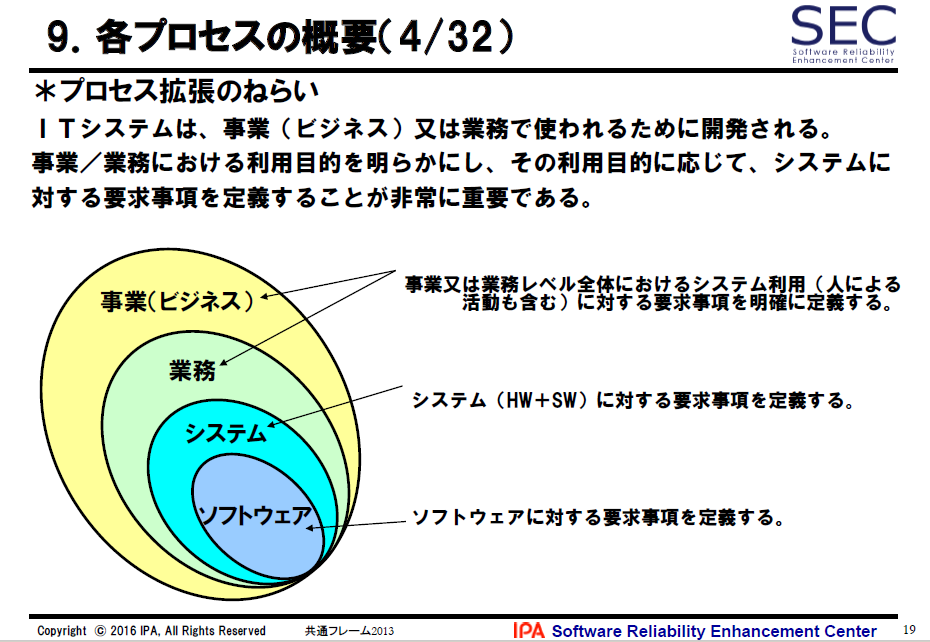 9．各プロセスの概要（4/32）
SEC
Software Reliability
Enhancement Center
＊プロセス拡張のねらい
ＩＴシステムは、事業（ビジネス）又は業務で使われるために開発される。
事業／業務における利用目的を明らかにし、その利用目的に応じて、システムに
対する要求事項を定義することが非常に重要である。
事業（ビジネス）
事業又は業務レベル全体におけるシステム利用（人による
活動も含む）に対する要求事項を明確に定義する。
業務
システム（HW＋SW）に対する要求事項を定義する。
システム
ソフトウェア
ソフトウェアに対する要求事項を定義する。
Copyright © 2016 IPA, All Rights Reserved
共通フレーム2013
IPA Software Reliability Enhancement Center
19